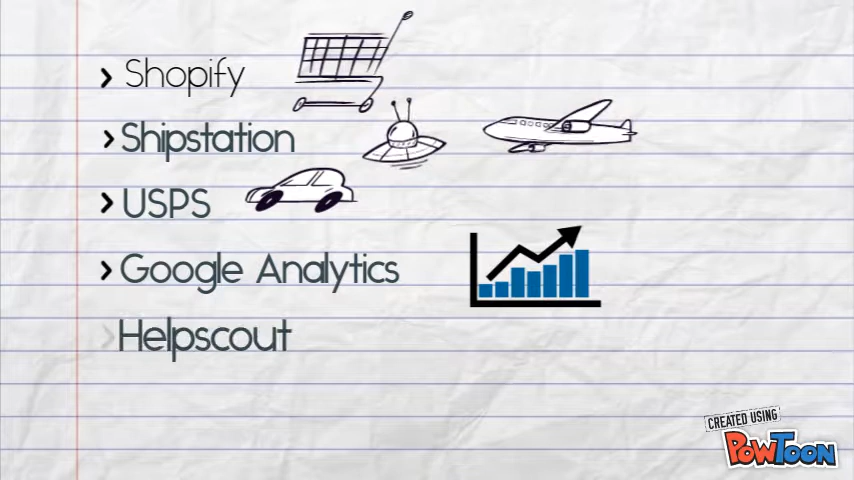 Shopify
Shipstation
USPS
Google Analytics
Helpscout
CREATED USING
POWTOON